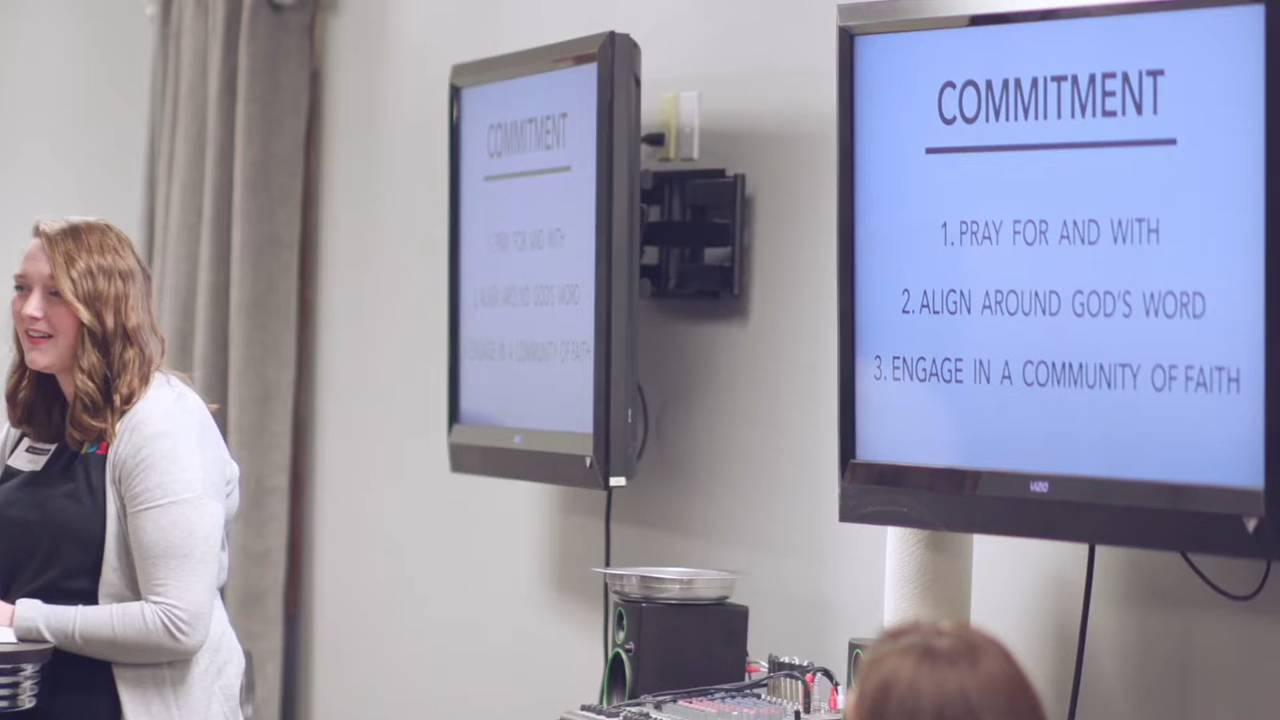 COMMITMENT
1. PRAY FOR AND WITH
2. ALIGN AROUND GOD'S WORD
3. ENGAGE IN A COMMUNITY OF FAITH
VIZIO
COMMITMENT
PRAY FOR AND WITH
ALIGN AROUND GOD'S WORD
ENGAGE IN A COMMUNITY OF FAITH